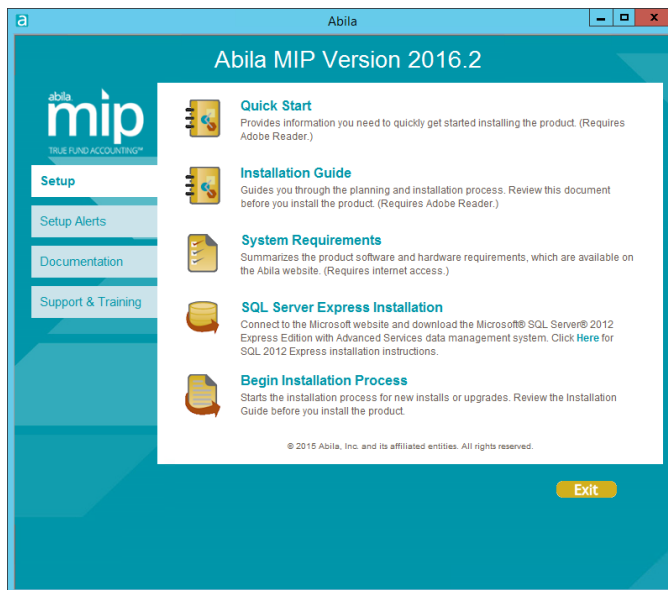 a
Abila
Abila MIP Version 2016.2
abila
mip
TRUE FUND ACCOUNTING™
Setup
Setup Alerts
Documentation
Support & Training
Quick Start
Provides information you need to quickly get started installing the product. (Requires
Adobe Reader.)
Installation Guide
Guides you through the planning and installation process. Review this document
before you install the product. (Requires Adobe Reader.)
System Requirements
Summarizes the product software and hardware requirements, which are available on
the Abila website. (Requires internet access.)
SQL Server Express Installation
Connect to the Microsoft website and download the Microsoft® SQL Server® 2012
Express Edition with Advanced Services data management system. Click Here for
SQL 2012 Express installation instructions.
Begin Installation Process
Starts the installation process for new installs or upgrades. Review the Installation
Guide before you install the product.
© 2015 Abila, Inc. and its affiliated entities. All rights reserved.
Exit